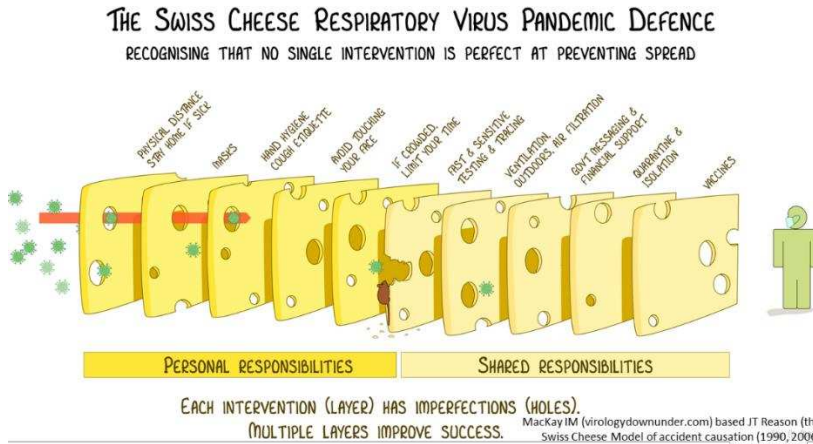 THE SWISS CHEESE RESPIRATORY VIRUS PANDEMIC DEFENCE
RECOGNISING THAT NO SINGLE INTERVENTION IS PERFECT AT PREVENTING SPREAD
PHYSICAL DISTANCE
STAY HOME IF SICK
MASKS
HAND HYGIENE
COUGH ETIQUETTE
AVOID TOUCHING
YOUR FACE
IF CROWDED,
LIMIT YOUR TIME
FAST & SENSITIVE
TESTING & TRACING
VENTILATION,
OUTDOORS, AIR FILTRATION
GOVT MESSAGING &
FINANCIAL SUPPORT
QUARANTINE &
ISOLATION
VACCINES
PERSONAL RESPONSIBILITIES
SHARED RESPONSIBILITIES
EACH INTERVENTION (LAYER) HAS IMPERFECTIONS (HOLES).
MULTIPLE LAYERS IMPROVE SUCCESS.
MacKay IM (virologydownunder.com) based JT Reason (th
Swiss Cheese Model of accident causation (1990, 2000